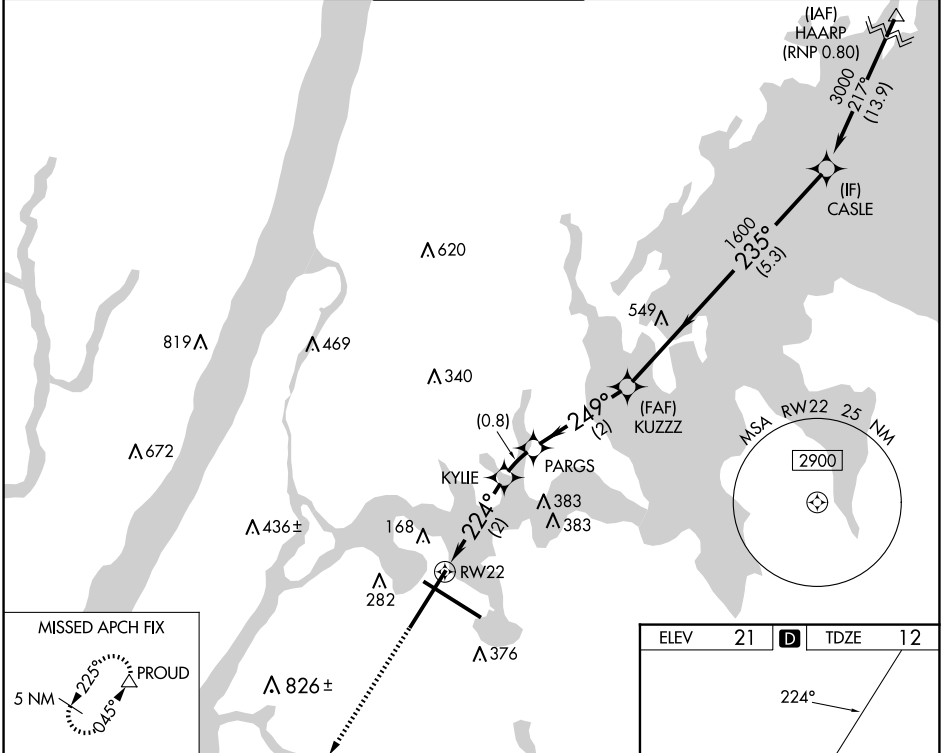 (IAF)
HAARP
(RNP 0.80)
3000
217°
(13.9)
(IF)
CASLE
1600
235°
(5.3)
620
549
819
469
340
(FAF)
KUZZZ
249°
(2)
(0.8)
MSA RW22 25 NM
2900
672
PARGS
KYLIE
383
383
224°
(2)
436±
168
RW22
282
376
826±
MISSED APCH FIX
PROUD
5 NM
225°
045°
ELEV 21 D TDZE 12
224°